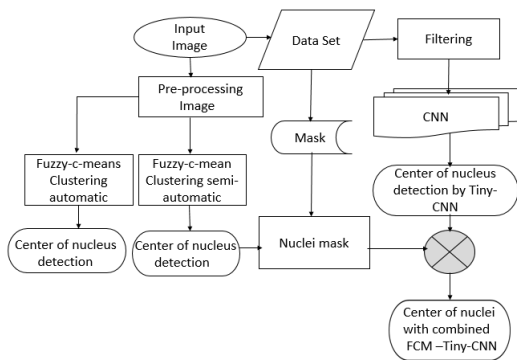 Input
Image
Data Set
Filtering
Pre-processing
Image
CNN
Mask
Fuzzy-c-means
Clustering
automatic
Fuzzy-c-mean
Clustering semi-
automatic
Center of nucleus
detection by Tiny-
CNN
Center of nucleus
detection
Center of nucleus
detection
Nuclei mask
Center of nuclei
with combined
FCM –Tiny-CNN